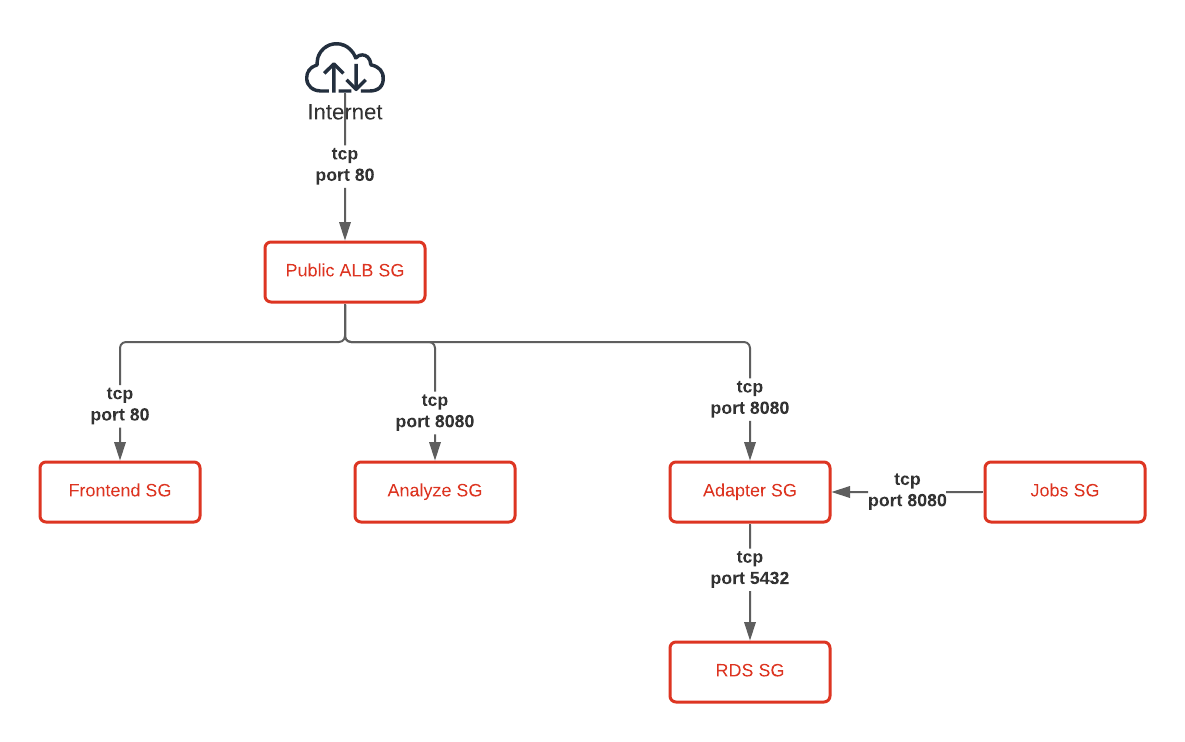 Internet
tcp
port 80
Public ALB SG
tcp
port 80
tcp
port 8080
tcp
port 8080
Frontend SG
Analyze SG
Adapter SG
tcp
port 8080
Jobs SG
tcp
port 5432
RDS SG